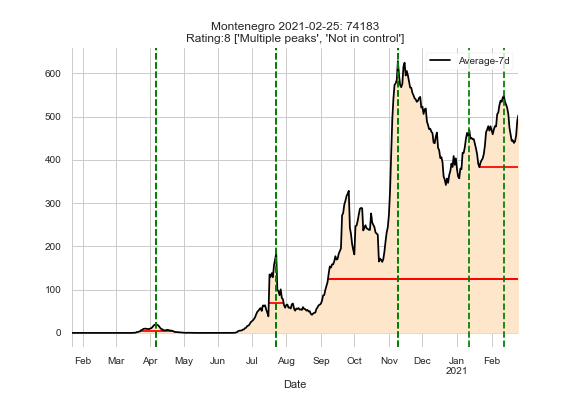 Montenegro 2021-02-25: 74183
Rating:8 ['Multiple peaks', 'Not in control']
Average-7d
600
500
400
300
200
100
0
Feb Mar Apr May Jun Jul Aug Sep Oct Nov Dec Jan Feb
2021
Date